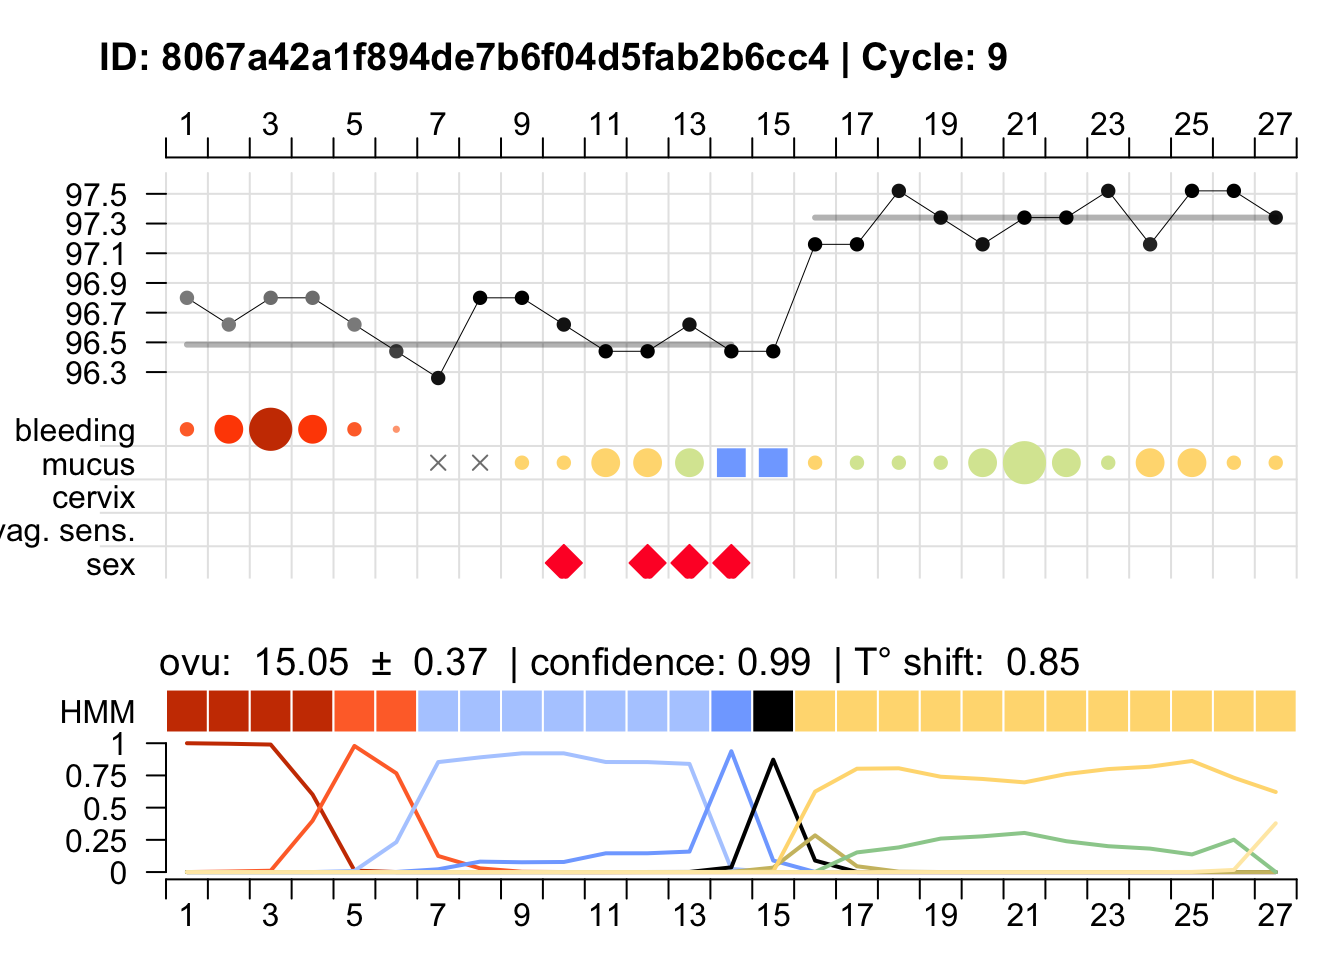 ID: 8067a42a1f894de7b6f04d5fab2b6cc4 | Cycle: 9
1 3 5 7 9 11 13 15 17 19 21 23 25 27
97.5
97.3
97.1
96.9
96.7
96.5
96.3
bleeding
mucus
cervix
vag. sens.
sex
ovu: 15.05 ± 0.37 | confidence: 0.99 | T° shift: 0.85
HMM
1
0.75
0.5
0.25
0
1 3 5 7 9 11 13 15 17 19 21 23 25 27